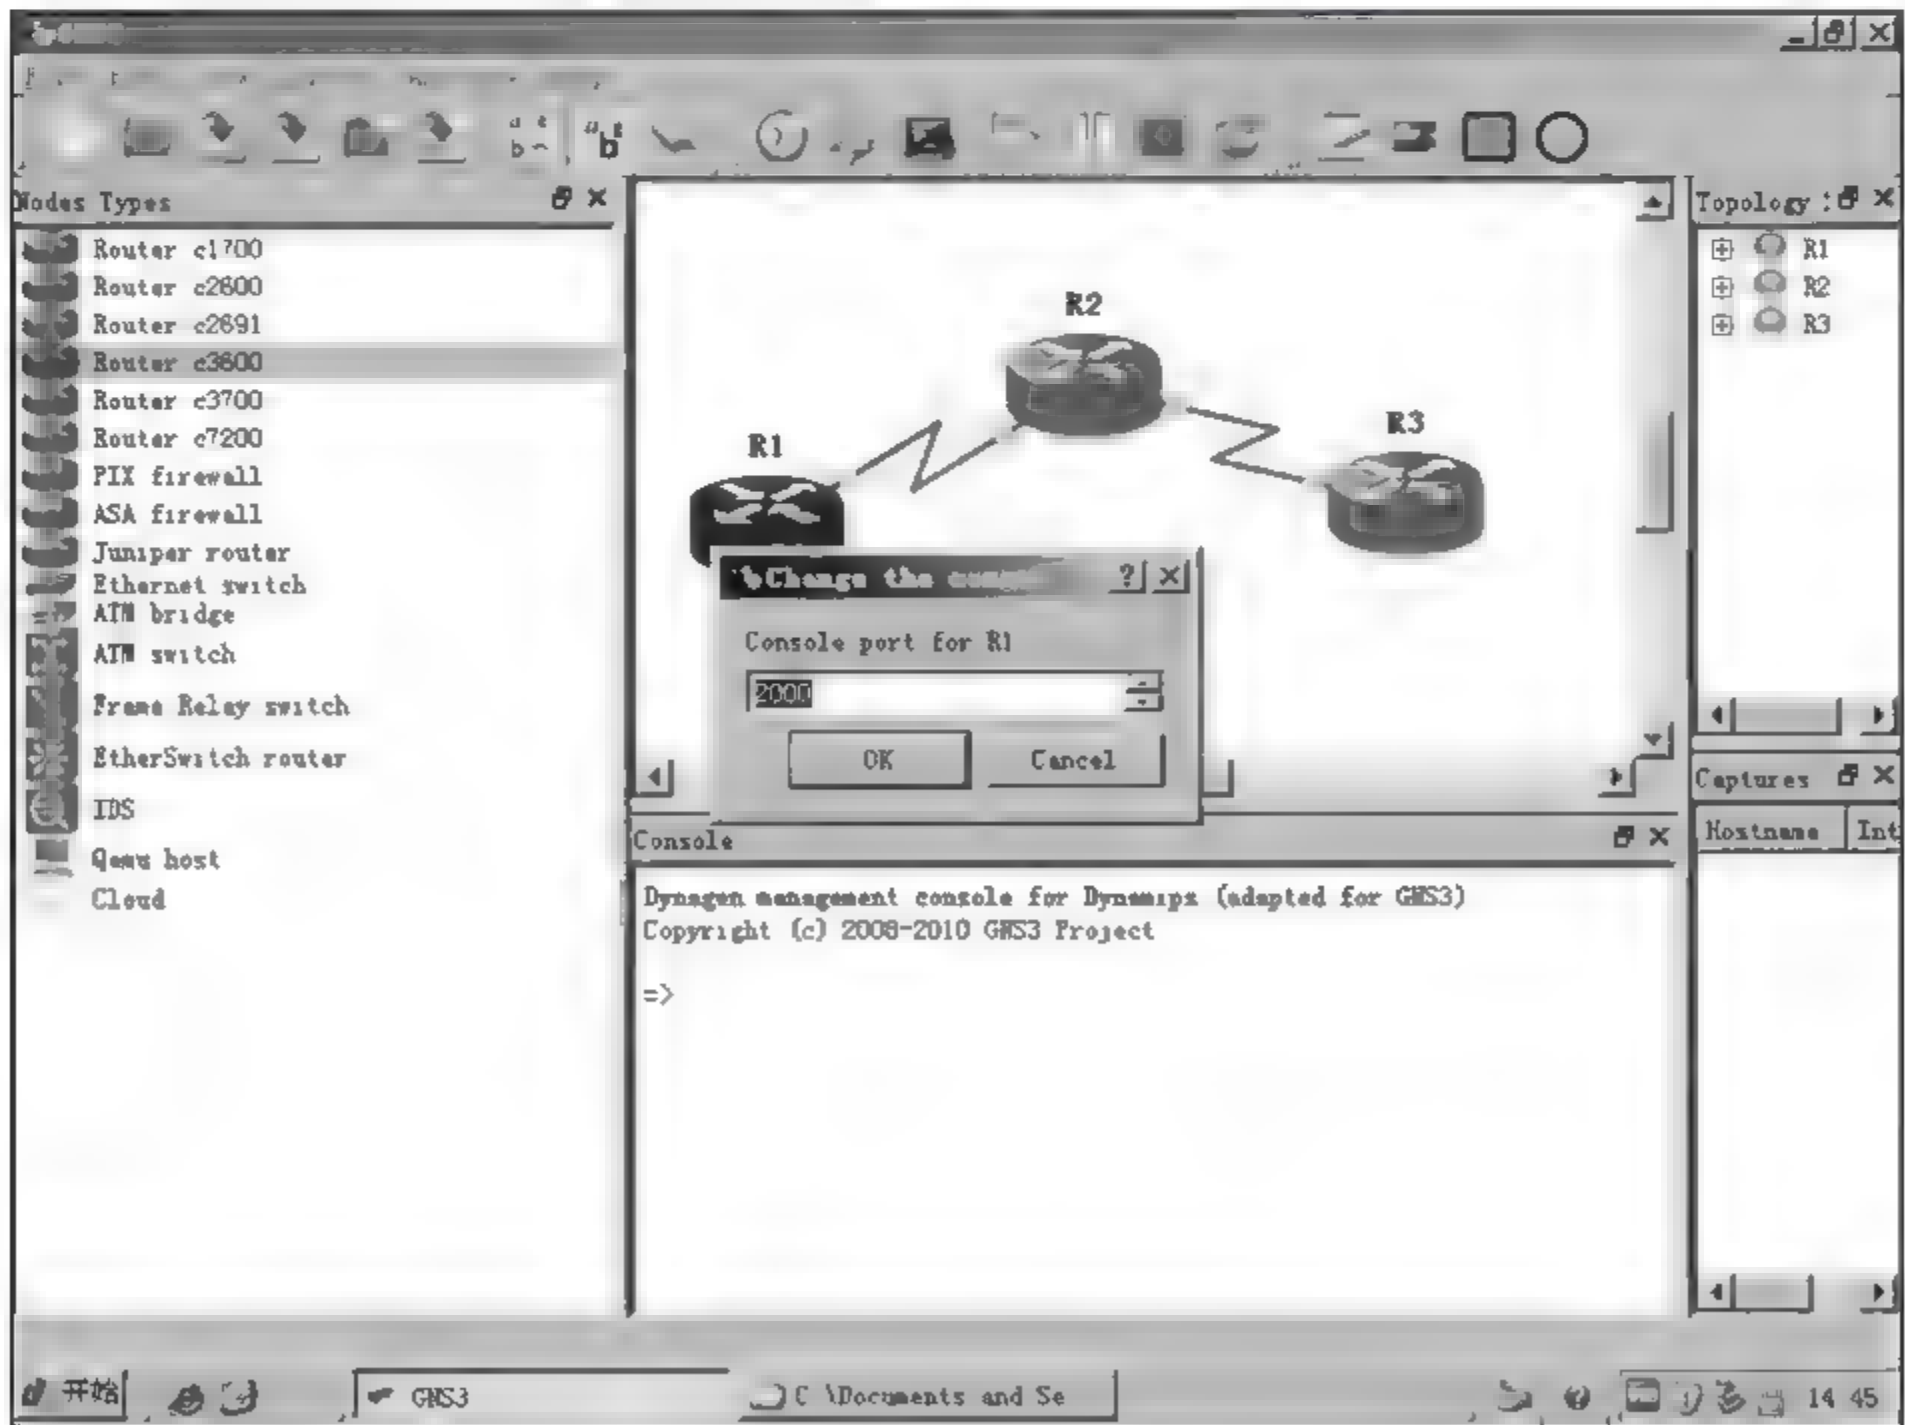 Nodes Types
Router c1700
Router c2600
Router c2691
Router c3600
Router c3700
Router c7200
PIX firewall
ASA firewall
Juniper router
Ethernet switch
ATM bridge
ATM switch
Frame Relay switch
EtherSwitch router
IDS
Qemu host
Cloud
R1
R2
R3
Change the
Console port for R1
2000
OK
Cancel
Console
Dynagen management console for Dynamips (adapted for GNS3)
Copyright (c) 2008-2010 GNS3 Project
=>
Topology
R1
R2
R3
Captures
Hostname Int
开始
GNS3
C \Documents and Se
14 45